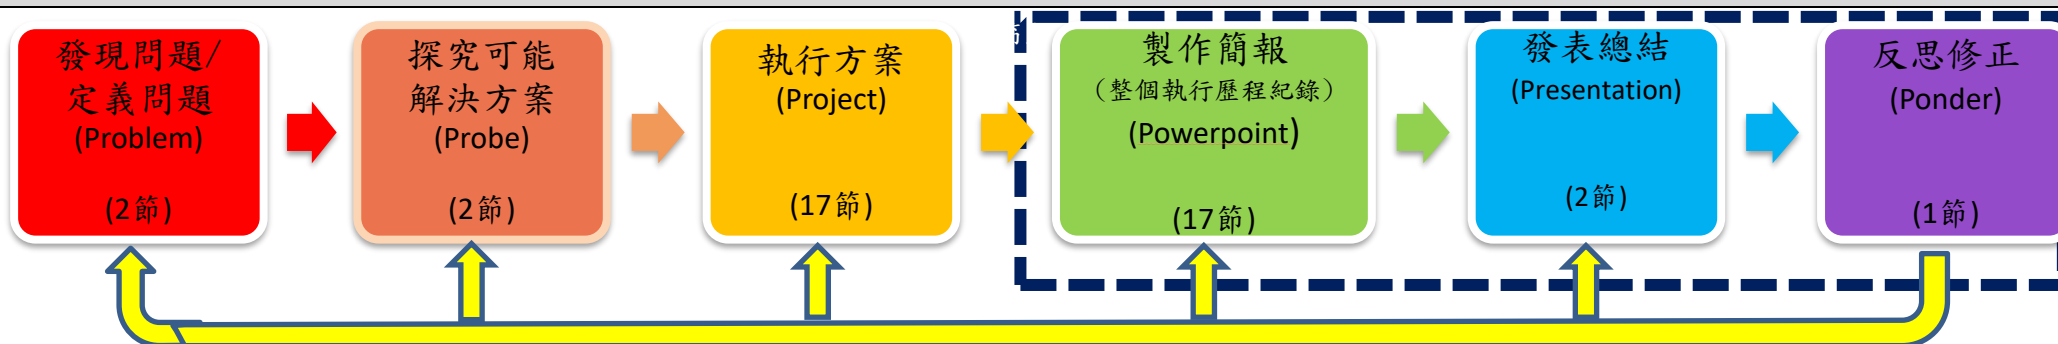 發現問題/
定義問題
(Problem)
(2節)
探究可能
解決方案
(Probe)
(2節)
執行方案
(Project)
(17節)
製作簡報
（整個執行歷程紀錄）
(Powerpoint)
(17節)
發表總結
(Presentation)
(2節)
反思修正
(Ponder)
(1節)